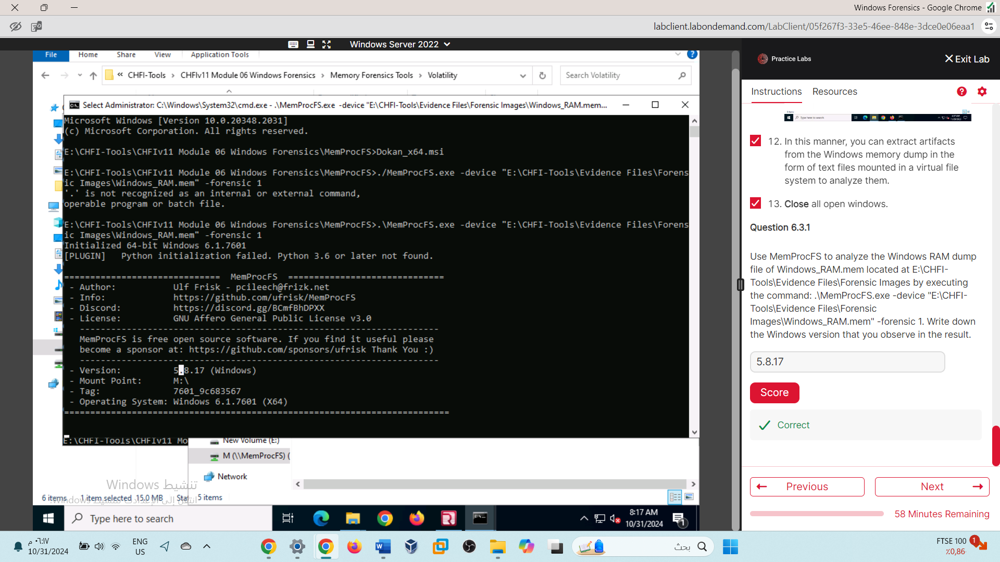 Windows Forensics - Google Chrome
labclient.labondemand.com/LabClient/05f267f3-33e5-46ee-848e-3dce0e06eaa1
Windows Server 2022
File Home Share View Application Tools
« CHFI-Tools › CHFIv11 Module 06 Windows Forensics › Memory Forensics Tools › Volatility
Search Volatility
Select Administrator: C:\Windows\System32\cmd.exe - .\MemProcFS.exe -device "E:\CHFI-Tools\Evidence Files\Forensic Images\Windows_RAM.mem...
Microsoft Windows [Version 10.0.20348.2031]
(c) Microsoft Corporation. All rights reserved.
E:\CHFI-Tools\CHFIv11 Module 06 Windows Forensics\MemProcFS>Dokan_x64.msi
E:\CHFI-Tools\CHFIv11 Module 06 Windows Forensics\MemProcFS>./MemProcFS.exe -device "E:\CHFI-Tools\Evidence Files\Forens
ic Images\Windows_RAM.mem" -forensic 1
'.' is not recognized as an internal or external command,
operable program or batch file.
E:\CHFI-Tools\CHFIv11 Module 06 Windows Forensics\MemProcFS>.\MemProcFS.exe -device "E:\CHFI-Tools\Evidence Files\Forens
ic Images\Windows_RAM.mem" -forensic 1
Initialized 64-bit Windows 6.1.7601
[PLUGIN] Python initialization failed. Python 3.6 or later not found.
============================== MemProcFS ==============================
- Author: Ulf Frisk - pcileech@frizk.net
- Info: https://github.com/ufrisk/MemProcFS
- Discord: https://discord.gg/BCmfBhDPXX
- License: GNU Affero General Public License v3.0
---------------------------------------------------------------------
MemProcFS is free open source software. If you find it useful please
become a sponsor at: https://github.com/sponsors/ufrisk Thank You :)
---------------------------------------------------------------------
- Version: 5.8.17 (Windows)
- Mount Point: M:\
- Tag: 7601_9c683567
- Operating System: Windows 6.1.7601 (X64)
==========================================================================
E:\CHFI-Tools\CHFIv11 Mo
New Volume (E:)
M (\\MemProcFS) (
Network
تنشيط Windows
انتقل إلى الإعدادات لتنشيط Windows.
6 items 1 item selected 15.0 MB Stat
5 items
Type here to search
8:17 AM
10/31/2024
1
Practice Labs
Exit Lab
Instructions Resources
Type here to search
12. In this manner, you can extract artifacts
from the Windows memory dump in the
form of text files mounted in a virtual file
system to analyze them.
13. Close all open windows.
Question 6.3.1
Use MemProcFS to analyze the Windows RAM dump
file of Windows_RAM.mem located at E:\CHFI-
Tools\Evidence Files\Forensic Images by executing
the command: .\MemProcFS.exe -device "E:\CHFI-
Tools\Evidence Files\Forensic
Images\Windows_RAM.mem" -forensic 1. Write down
the Windows version that you observe in the result.
5.8.17
Score
Correct
Previous
Next
58 Minutes Remaining
٠٦:١٧ م
10/31/2024
ENG
US
بحث
FTSE 100
٪0,86-
1